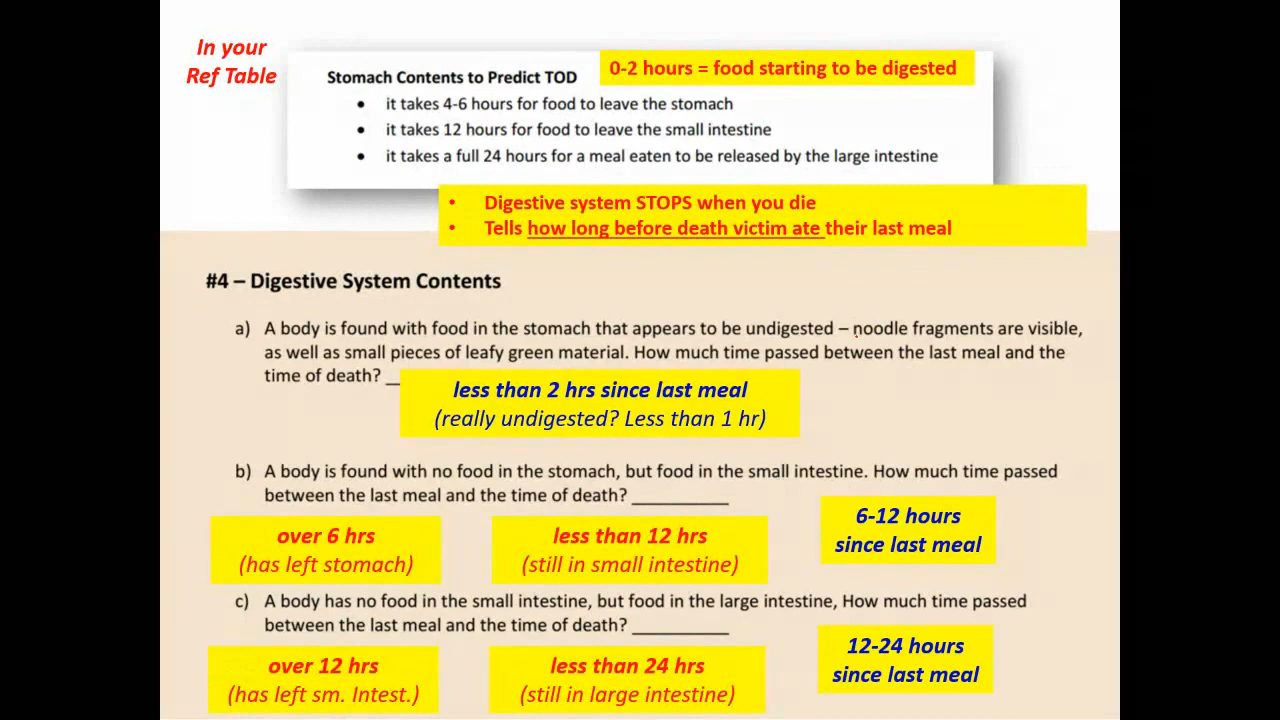 In your
Ref Table
Stomach Contents to Predict TOD
0-2 hours = food starting to be digested
• it takes 4-6 hours for food to leave the stomach
• it takes 12 hours for food to leave the small intestine
• it takes a full 24 hours for a meal eaten to be released by the large intestine
• Digestive system STOPS when you die
• Tells how long before death victim ate their last meal
#4 – Digestive System Contents
a) A body is found with food in the stomach that appears to be undigested – noodle fragments are visible,
as well as small pieces of leafy green material. How much time passed between the last meal and the
time of death? __
less than 2 hrs since last meal
(really undigested? Less than 1 hr)
b) A body is found with no food in the stomach, but food in the small intestine. How much time passed
between the last meal and the time of death? __________
over 6 hrs
(has left stomach)
less than 12 hrs
(still in small intestine)
6-12 hours
since last meal
c) A body has no food in the small intestine, but food in the large intestine, How much time passed
between the last meal and the time of death? __________
over 12 hrs
(has left sm. Intest.)
less than 24 hrs
(still in large intestine)
12-24 hours
since last meal